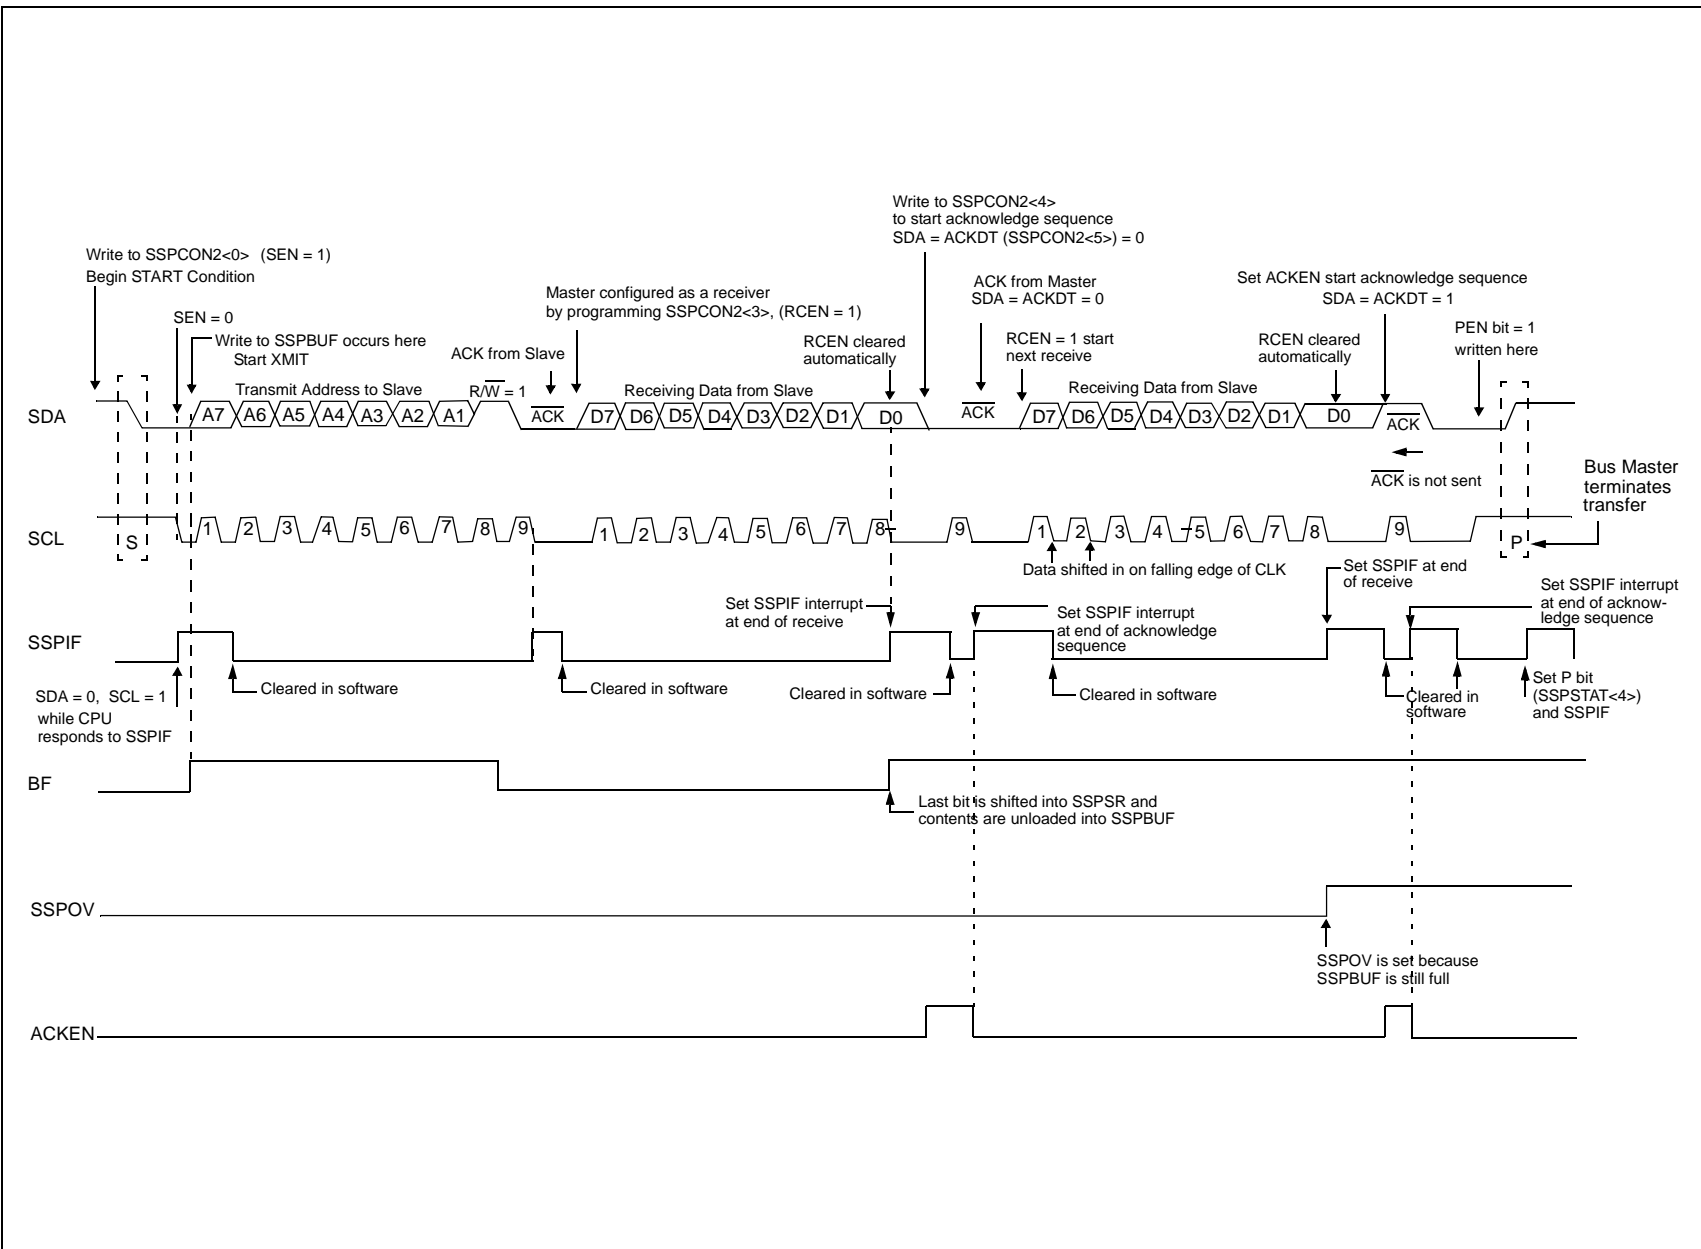 Write to SSPCON2<4>
to start acknowledge sequence
SDA = ACKDT (SSPCON2<5>) = 0
Write to SSPCON2<0> (SEN = 1)
Begin START Condition
ACK from Master
SDA = ACKDT = 0
Set ACKEN start acknowledge sequence
SDA = ACKDT = 1
Master configured as a receiver
by programming SSPCON2<3>, (RCEN = 1)
SEN = 0
PEN bit = 1
written here
Write to SSPBUF occurs here
Start XMIT
RCEN cleared
automatically
RCEN = 1 start
next receive
RCEN cleared
automatically
ACK from Slave
Transmit Address to Slave
R/W = 1
Receiving Data from Slave
Receiving Data from Slave
SDA
A7 A6 A5 A4 A3 A2 A1 ACK D7 D6 D5 D4 D3 D2 D1 D0 ACK D7 D6 D5 D4 D3 D2 D1 D0 ACK
ACK is not sent
Bus Master
terminates
transfer
SCL
S 1 2 3 4 5 6 7 8 9 1 2 3 4 5 6 7 8 9 1 2 3 4 5 6 7 8 9 P
Data shifted in on falling edge of CLK
Set SSPIF interrupt
at end of receive
Set SSPIF interrupt
at end of acknowledge
sequence
Set SSPIF at end
of receive
Set SSPIF interrupt
at end of acknow-
ledge sequence
SSPIF
SDA = 0, SCL = 1
while CPU
responds to SSPIF
Cleared in software
Cleared in software
Cleared in software
Cleared in software
Cleared in
software
Set P bit
(SSPSTAT<4>)
and SSPIF
BF
Last bit is shifted into SSPSR and
contents are unloaded into SSPBUF
SSPOV
SSPOV is set because
SSPBUF is still full
ACKEN